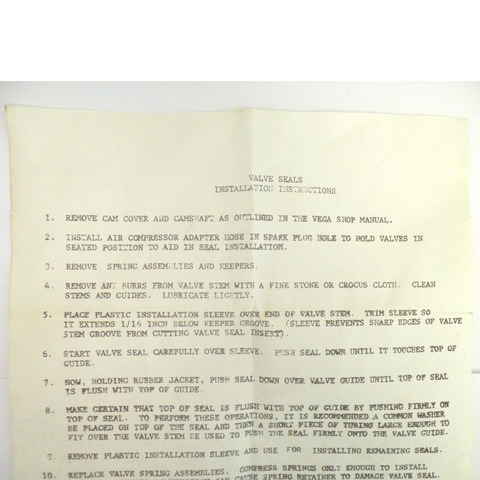 VALVE SEALS
INSTALLATION INSTRUCTIONS
1. REMOVE CAM COVER AND CAMSHAFT AS OUTLINED IN THE VEGA SHOP MANUAL.
2. INSTALL AIR COMPRESSOR ADAPTER HOSE IN SPARK PLUG HOLE TO HOLD VALVES IN
SEATED POSITION TO AID IN SEAL INSTALLATION.
3. REMOVE SPRING ASSEMBLIES AND KEEPERS.
4. REMOVE ANY BURRS FROM VALVE STEM WITH A FINE STONE OR CROCUS CLOTH. CLEAN
STEMS AND GUIDES. LUBRICATE LIGHTLY.
5. PLACE PLASTIC INSTALLATION SLEEVE OVER END OF VALVE STEM. TRIM SLEEVE SO
IT EXTENDS 1/16 INCH BELOW KEEPER GROOVE. (SLEEVE PREVENTS SHARP EDGES OF VALVE
STEM GROOVE FROM CUTTING VALVE SEAL INSERT).
6. START VALVE SEAL CAREFULLY OVER SLEEVE. PUSH SEAL DOWN UNTIL IT TOUCHES TOP OF
GUIDE.
7. NOW, HOLDING RUBBER JACKET, PUSH SEAL DOWN OVER VALVE GUIDE UNTIL TOP OF SEAL
IS FLUSH WITH TOP OF GUIDE.
8. MAKE CERTAIN THAT TOP OF SEAL IS FLUSH WITH TOP OF GUIDE BY PUSHING FIRMLY ON
TOP OF SEAL. TO PERFORM THESE OPERATIONS, IT IS RECOMMENDED A COMMON WASHER
BE PLACED ON TOP OF THE SEAL AND THEN A SHORT PIECE OF TUBING LARGE ENOUGH TO
FIT OVER THE VALVE STEM BE USED TO PUSH THE SEAL FIRMLY ONTO THE VALVE GUIDE.
9. REMOVE PLASTIC INSTALLATION SLEEVE AND USE FOR INSTALLING REMAINING SEALS.
10. REPLACE VALVE SPRING ASSEMBLIES. COMPRESS SPRINGS ONLY ENOUGH TO INSTALL
CAUSE SPRING RETAINER TO DAMAGE VALVE SEAL.